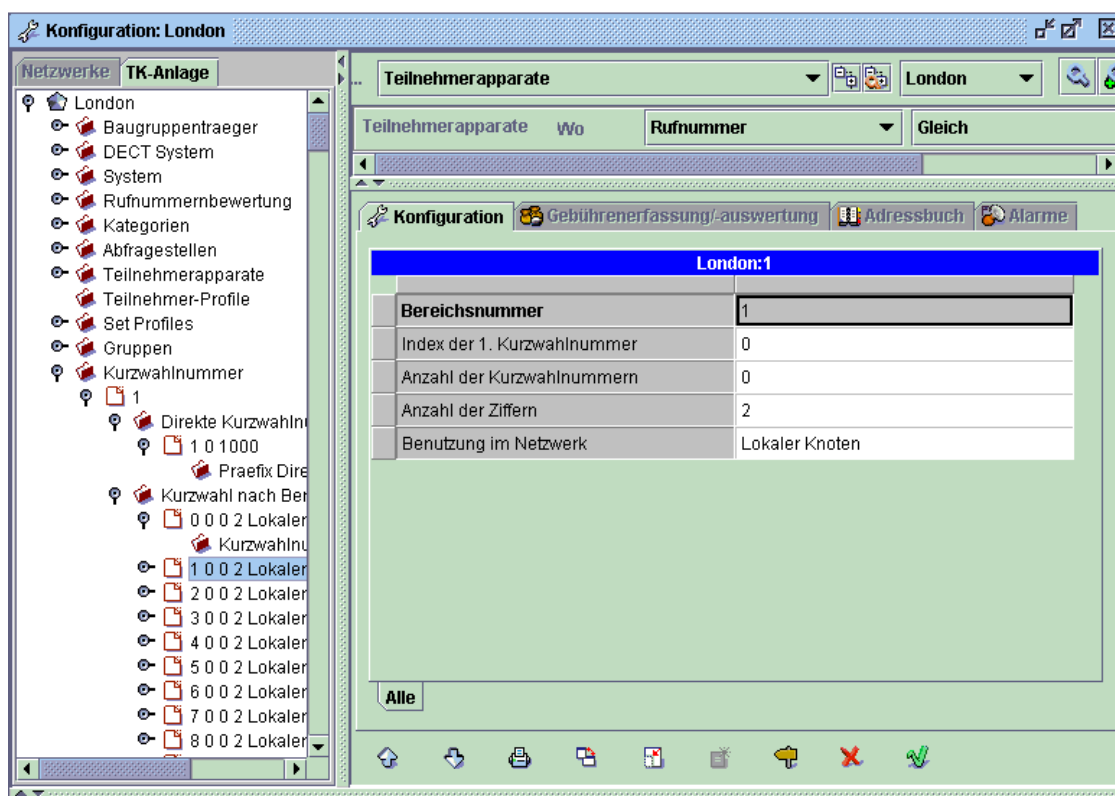 Konfiguration: London
Netzwerke TK-Anlage
London
Baugruppentraeger
DECT System
System
Rufnummernbewertung
Kategorien
Abfragestellen
Teilnehmerapparate
Teilnehmer-Profile
Set Profiles
Gruppen
Kurzwahlnummer
1
Direkte Kurzwahln
1 0 1000
Praefix Dire
Kurzwahl nach Ber
0 0 0 2 Lokaler
Kurzwahlnu
1 0 0 2 Lokaler
2 0 0 2 Lokaler
3 0 0 2 Lokaler
4 0 0 2 Lokaler
5 0 0 2 Lokaler
6 0 0 2 Lokaler
7 0 0 2 Lokaler
8 0 0 2 Lokaler
... Teilnehmerapparate London
Teilnehmerapparate Wo Rufnummer Gleich
Konfiguration Gebührenerfassung/-auswertung Adressbuch Alarme
London:1
Bereichsnummer 1
Index der 1. Kurzwahlnummer 0
Anzahl der Kurzwahlnummern 0
Anzahl der Ziffern 2
Benutzung im Netzwerk Lokaler Knoten
Alle